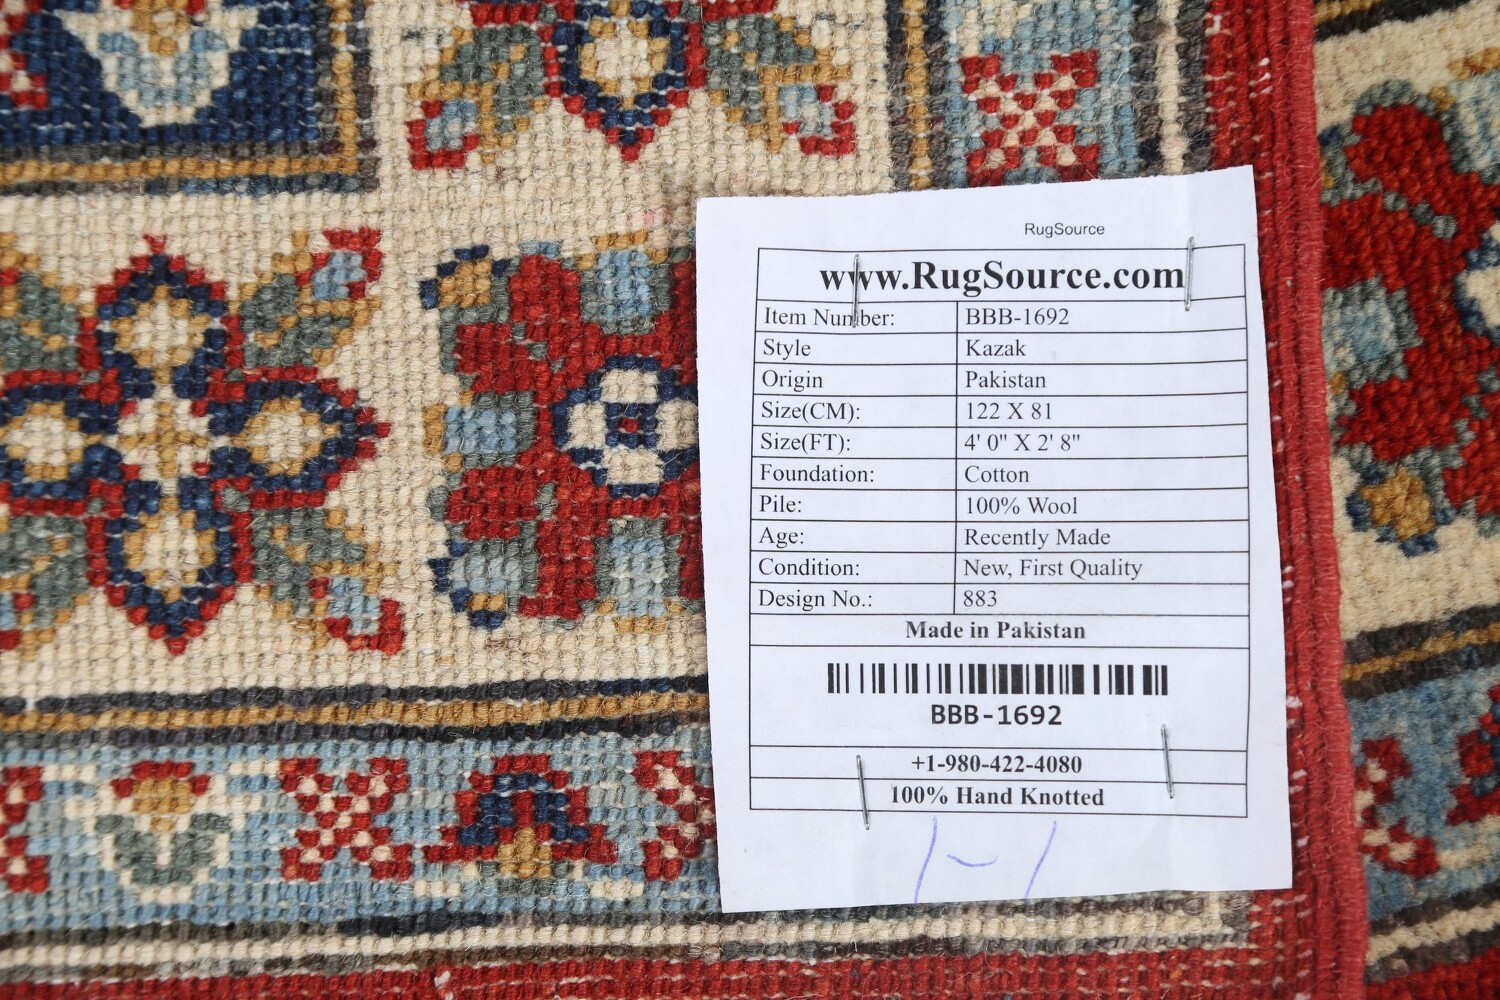 RugSource
www.RugSource.com
Item Number: BBB-1692
Style Kazak
Origin Pakistan
Size(CM): 122 X 81
Size(FT): 4' 0" X 2' 8"
Foundation: Cotton
Pile: 100% Wool
Age: Recently Made
Condition: New, First Quality
Design No.: 883
Made in Pakistan
BBB-1692
+1-980-422-4080
100% Hand Knotted